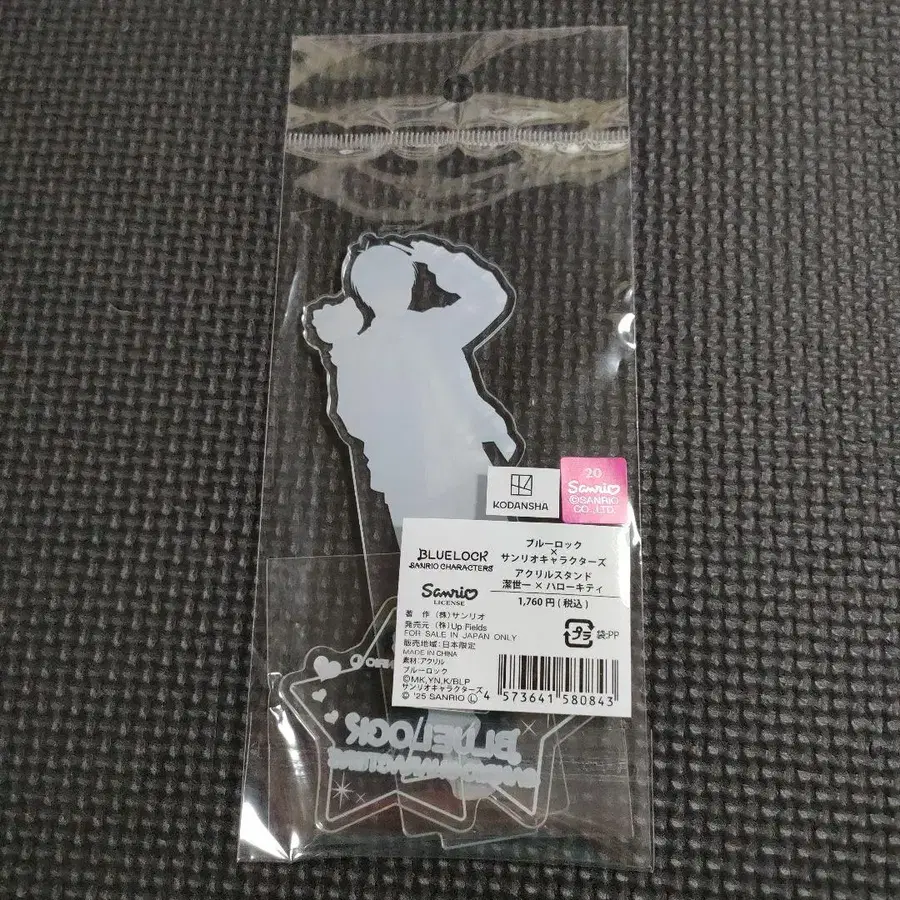 KODANSHA
20
Sanrio
©SANRIO
CO.,LTD.
BLUELOCK
SANRIO CHARACTERS
Sanrio
LICENSE
ブルーロック
×
サンリオキャラクターズ
アクリルスタンド
潔世一 × ハローキティ
1,760円(税込)
著 作 (株)サンリオ
発売元 (株)Up Fields
FOR SALE IN JAPAN ONLY
販売地域:日本限定
MADE IN CHINA
素材:アクリル
ブルーロック
©MK,YN,K/BLP
サンリオキャラクターズ
© '25 SANRIO Ⓛ
プラ 袋:PP
4 573641 580843
BLUELOCK
SANRIO CHARACTERS